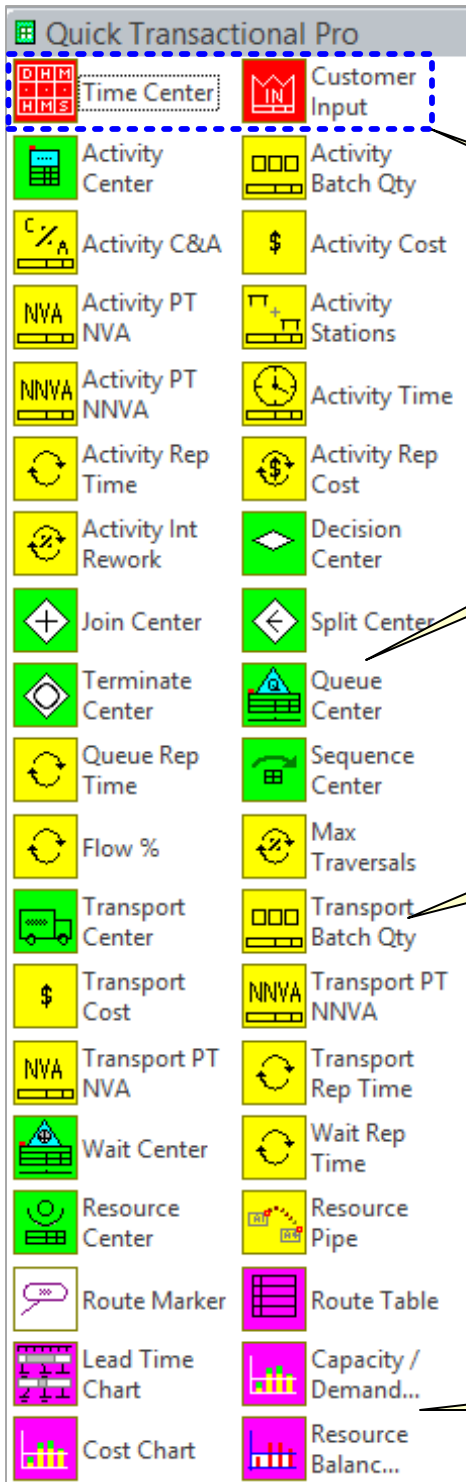 Quick Transactional Pro
D H M
H M S
Time Center
IN
Customer
Input
Activity
Center
Activity
Batch Qty
C % A
Activity C&A
$
Activity Cost
NVA
Activity PT
NVA
Activity
Stations
NNVA
Activity PT
NNVA
Activity Time
Activity Rep
Time
$
Activity Rep
Cost
%
Activity Int
Rework
Decision
Center
Join Center
Split Center
Terminate
Center
Q
Queue
Center
Queue Rep
Time
Sequence
Center
Flow %
%
Max
Traversals
Transport
Center
Transport
Batch Qty
$
Transport
Cost
NNVA
Transport PT
NNVA
NVA
Transport PT
NVA
Transport
Rep Time
Wait Center
Wait Rep
Time
Resource
Center
Resource
Pipe
Route Marker
Route Table
Lead Time
Chart
Capacity /
Demand...
Cost Chart
Resource
Balanc...